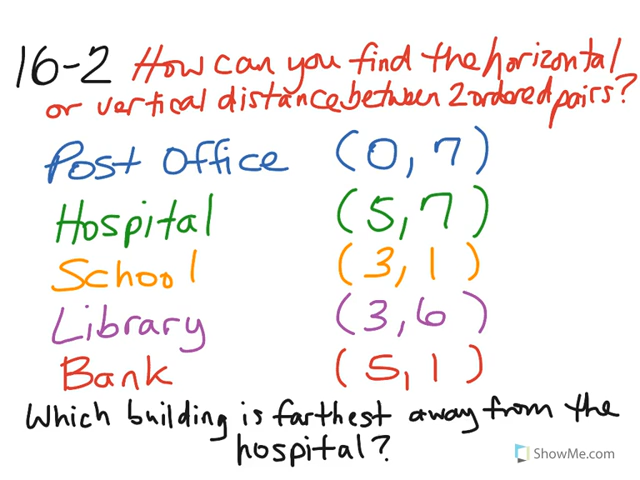 16-2 How can you find the horizontal
or vertical distance between 2 ordered pairs?
Post Office (0, 7)
Hospital (5, 7)
School (3, 1)
Library (3, 6)
Bank (5, 1)
Which building is farthest away from the
hospital?
ShowMe.com